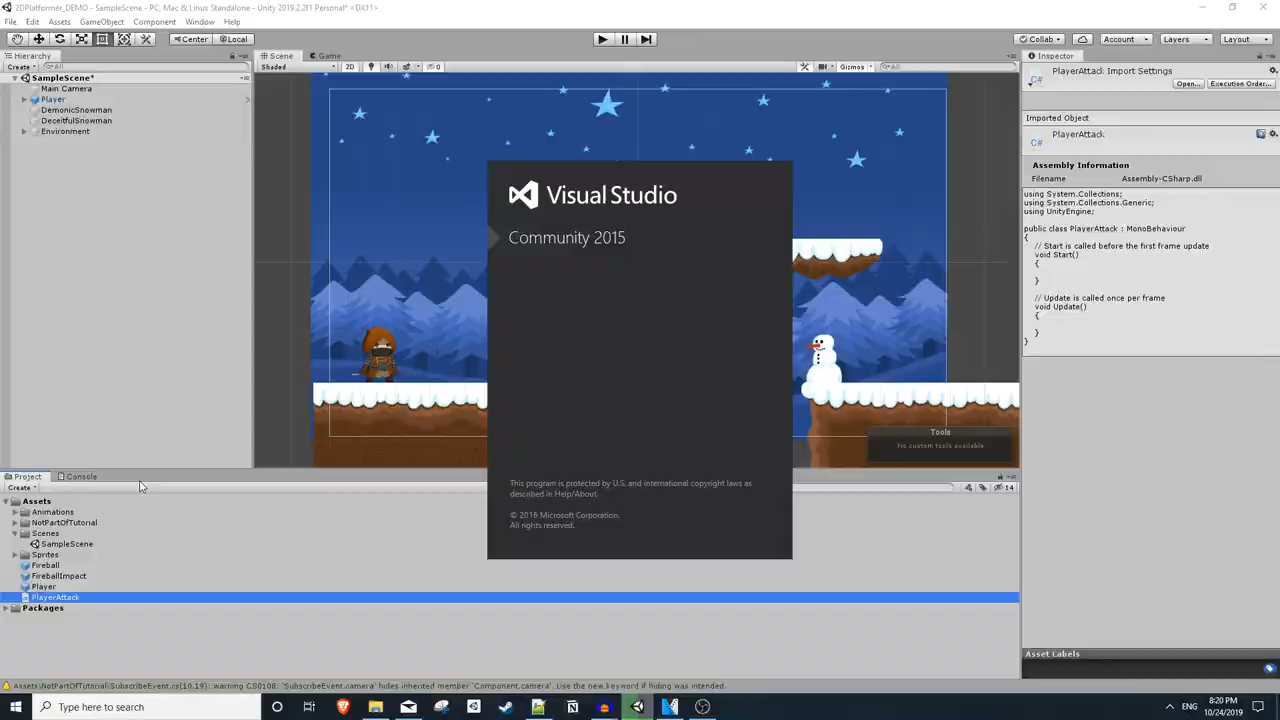 2DPlatformer_DEMO - SampleScene - PC, Mac & Linux Standalone - Unity 2019.2.2f1 Personal* <DX11>
File Edit Assets GameObject Component Window Help
Center Local Collab Account Layers Layout
Hierarchy Scene Game Inspector
Create All Shaded 2D 0 Gizmos All
SampleScene*
Main Camera
Player
DemonicSnowman
DeceitfulSnowman
Environment
PlayerAttack: Import Settings
Open... Execution Order...
Imported Object
PlayerAttack
Assembly Information
Filename Assembly-CSharp.dll
using System.Collections;
using System.Collections.Generic;
using UnityEngine;
public class PlayerAttack : MonoBehaviour
{
// Start is called before the first frame update
void Start()
{
}
// Update is called once per frame
void Update()
{
}
}
Visual Studio
Community 2015
This program is protected by U.S. and international copyright laws as
described in Help/About.
© 2016 Microsoft Corporation.
All rights reserved.
Tools
No custom tools available
Project Console
Create 14
Assets
Animations
NotPartOfTutorial
Scenes
SampleScene
Sprites
Fireball
FireballImpact
Player
PlayerAttack
Packages
Asset Labels
Assets\NotPartOfTutorial\SubscribeEvent.cs(10,19): warning CS0108: 'SubscribeEvent.camera' hides inherited member 'Component.camera'. Use the new keyword if hiding was intended.
Type here to search
ENG 8:20 PM
10/24/2019